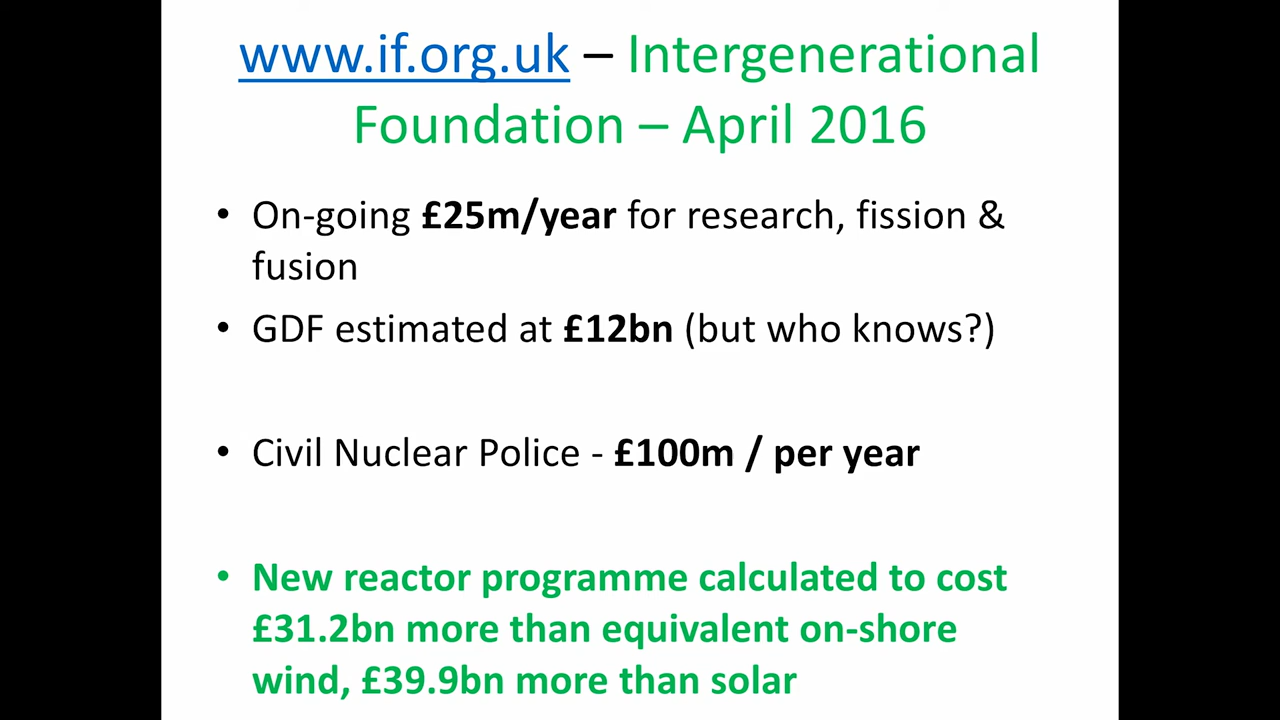 www.if.org.uk – Intergenerational
Foundation – April 2016
• On-going £25m/year for research, fission &
fusion
• GDF estimated at £12bn (but who knows?)
• Civil Nuclear Police - £100m / per year
• New reactor programme calculated to cost
£31.2bn more than equivalent on-shore
wind, £39.9bn more than solar